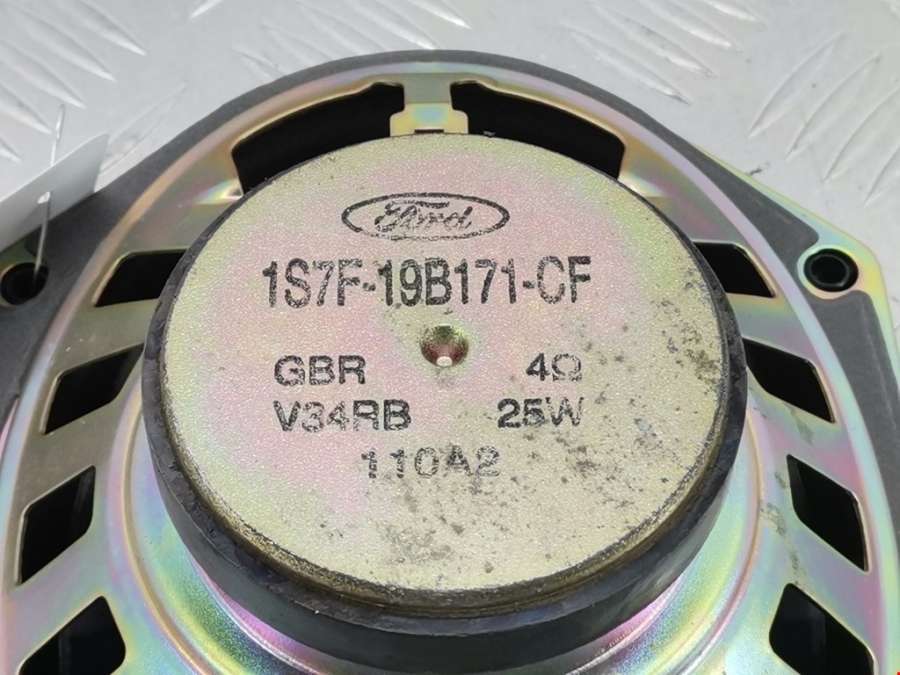 Ford
1S7F-19B171-CF
GBR 4Ω
V34RB 25W
110A2